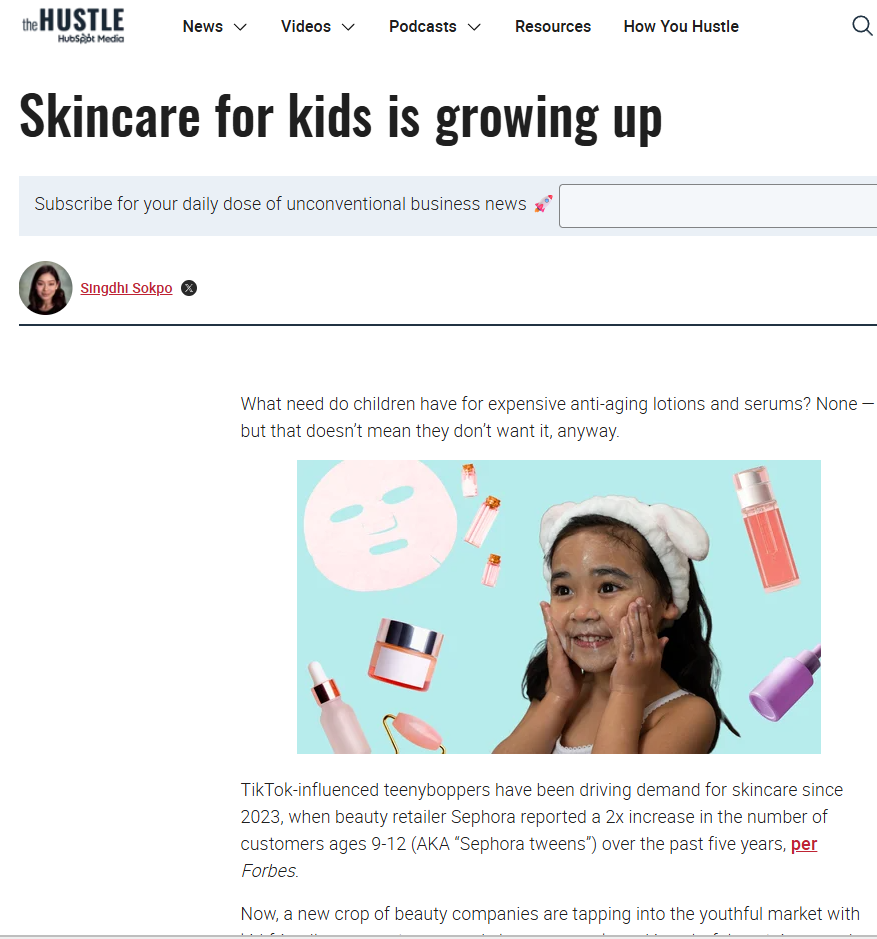 the HUSTLE
HubSpot Media
News Videos Podcasts Resources How You Hustle
Skincare for kids is growing up
Subscribe for your daily dose of unconventional business news 🚀
Singdhi Sokpo
What need do children have for expensive anti-aging lotions and serums? None —
but that doesn’t mean they don’t want it, anyway.
TikTok-influenced teenyboppers have been driving demand for skincare since
2023, when beauty retailer Sephora reported a 2x increase in the number of
customers ages 9-12 (AKA “Sephora tweens”) over the past five years, per
Forbes.
Now, a new crop of beauty companies are tapping into the youthful market with